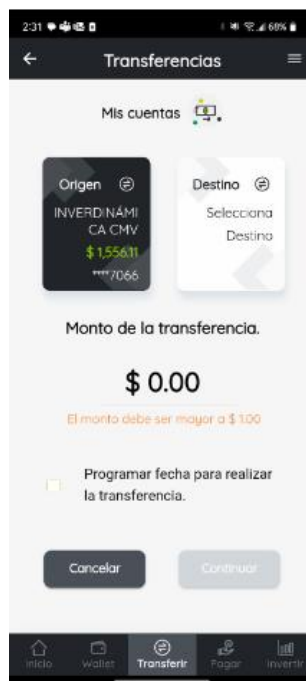 2:31
69%
Transferencias
Mis cuentas
Origen
INVERDINÁMI
CA CMV
$ 1,556.11
****7066
Destino
Selecciona
Destino
Monto de la transferencia.
$ 0.00
El monto debe ser mayor a $ 1.00
Programar fecha para realizar
la transferencia.
Cancelar
Continuar
Inicio
Wallet
Transferir
Pagar
Invertir